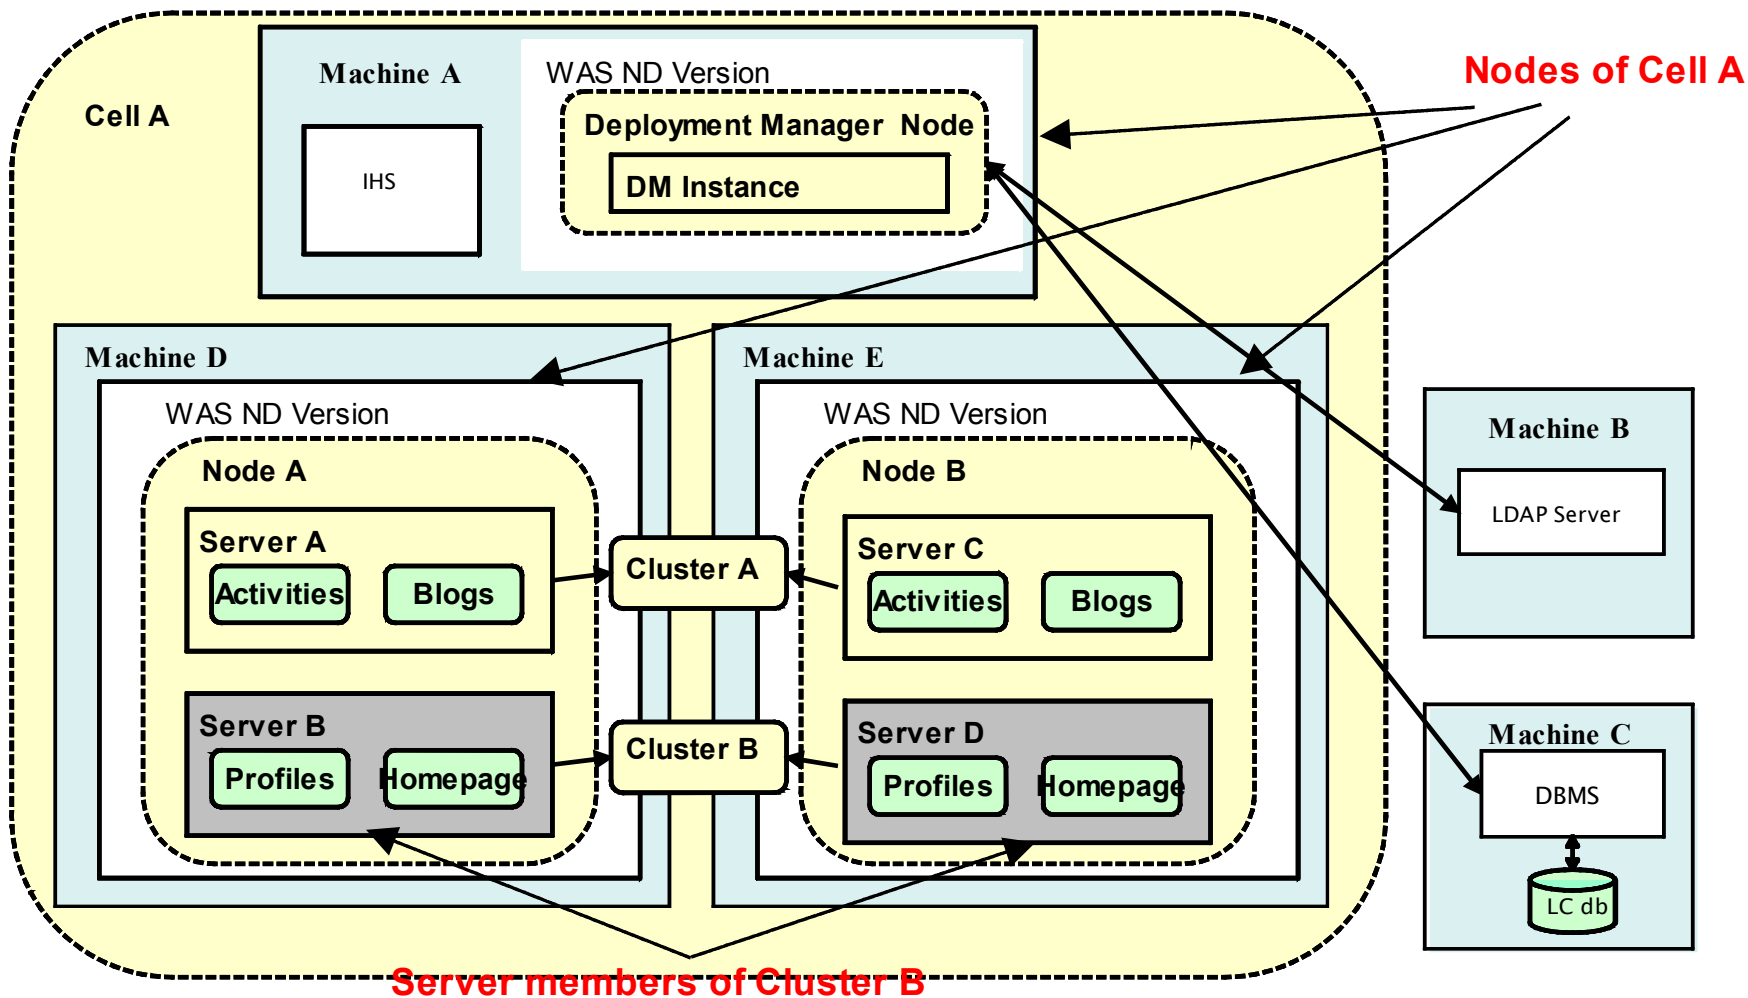 Nodes of Cell A
Cell A
Machine A
WAS ND Version
IHS
Deployment Manager Node
DM Instance
Machine D
WAS ND Version
Node A
Server A
Activities
Blogs
Server B
Profiles
Homepage
Cluster A
Cluster B
Machine E
WAS ND Version
Node B
Server C
Activities
Blogs
Server D
Profiles
Homepage
Machine B
LDAP Server
Machine C
DBMS
LC db
Server members of Cluster B